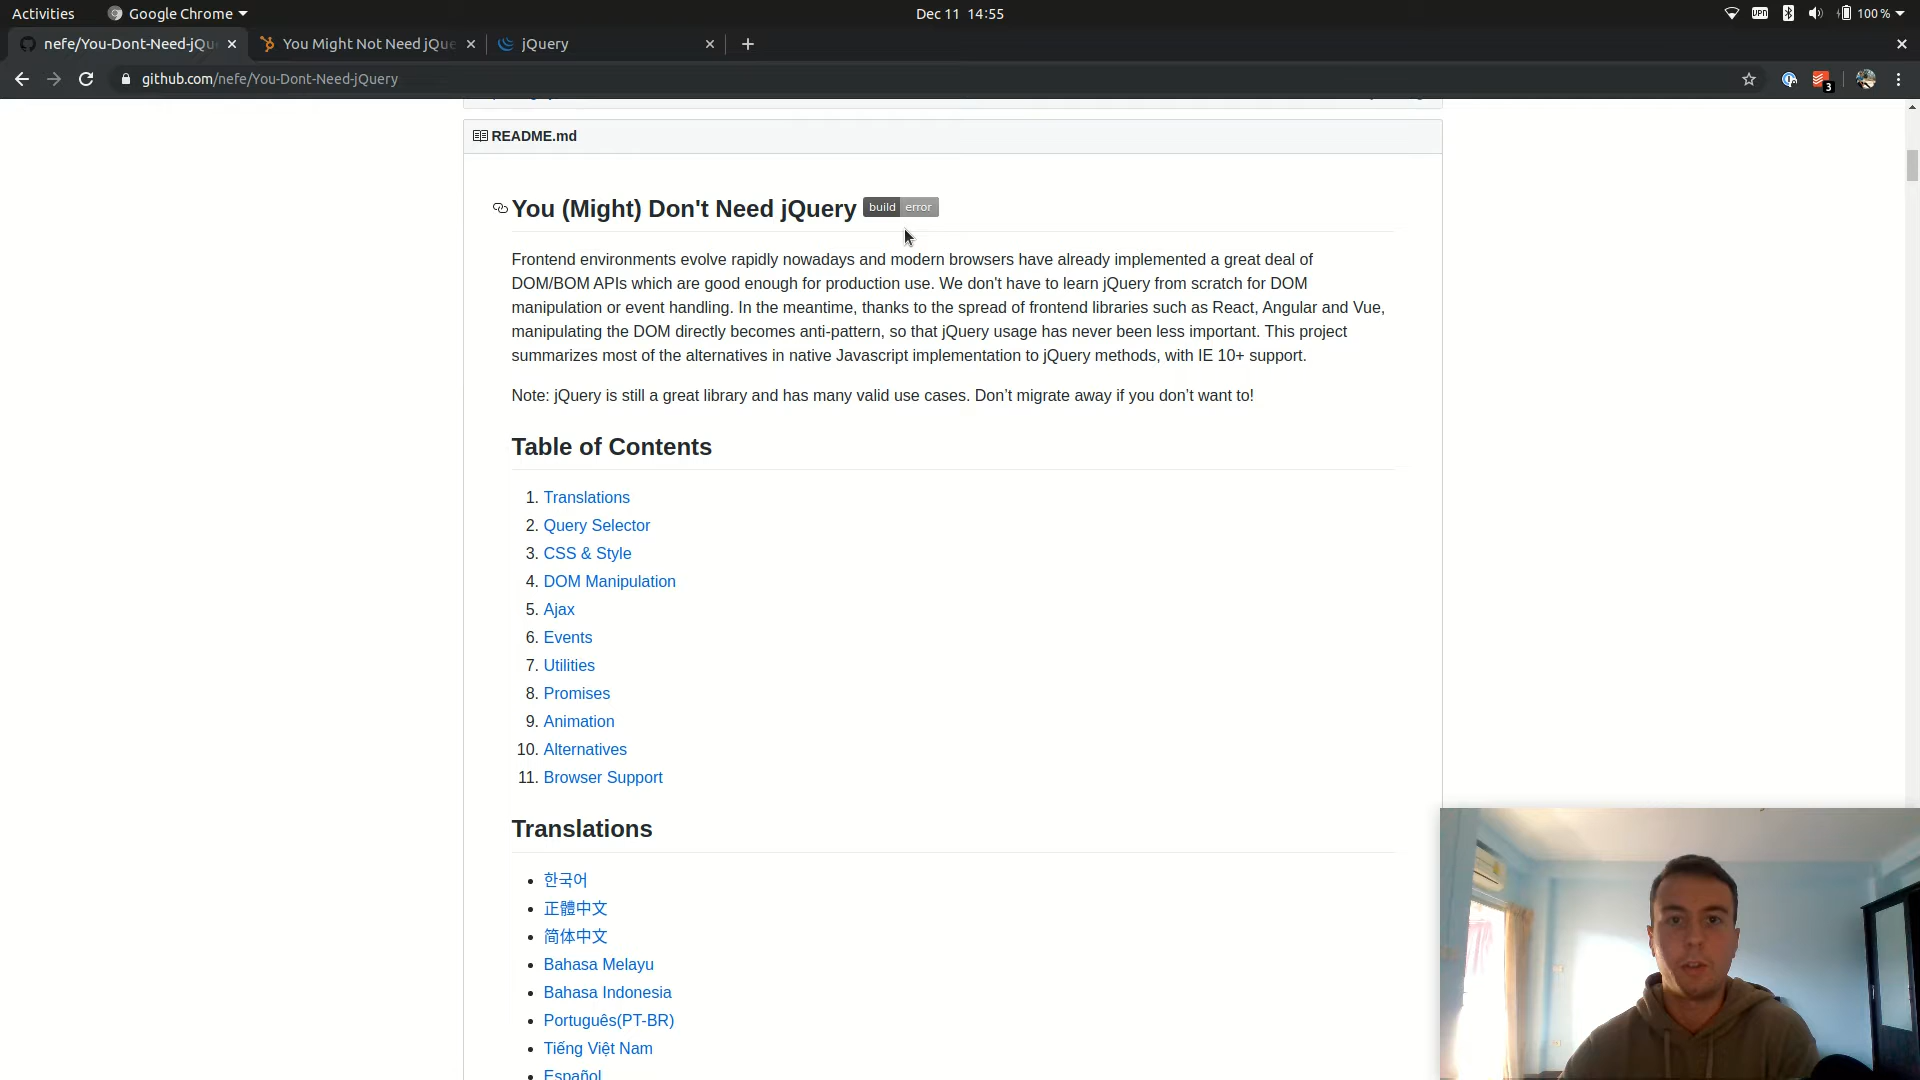 Activities
Google Chrome
Dec 11 14:55
VPN
100 %
nefe/You-Dont-Need-jQu
You Might Not Need jQue
jQuery
github.com/nefe/You-Dont-Need-jQuery
3
README.md
You (Might) Don't Need jQuery build error
Frontend environments evolve rapidly nowadays and modern browsers have already implemented a great deal of
DOM/BOM APIs which are good enough for production use. We don't have to learn jQuery from scratch for DOM
manipulation or event handling. In the meantime, thanks to the spread of frontend libraries such as React, Angular and Vue,
manipulating the DOM directly becomes anti-pattern, so that jQuery usage has never been less important. This project
summarizes most of the alternatives in native Javascript implementation to jQuery methods, with IE 10+ support.
Note: jQuery is still a great library and has many valid use cases. Don’t migrate away if you don’t want to!
Table of Contents
1. Translations
2. Query Selector
3. CSS & Style
4. DOM Manipulation
5. Ajax
6. Events
7. Utilities
8. Promises
9. Animation
10. Alternatives
11. Browser Support
Translations
한국어
正體中文
简体中文
Bahasa Melayu
Bahasa Indonesia
Português(PT-BR)
Tiếng Việt Nam
Español